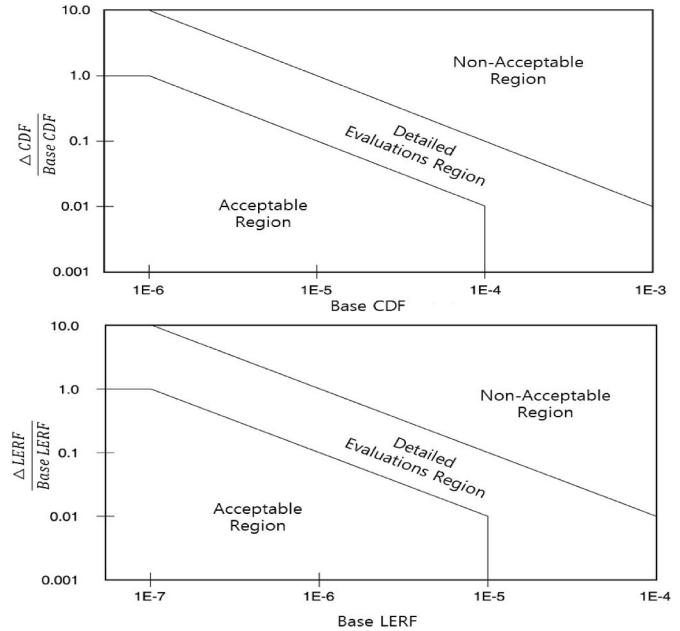 10.0
1.0
0.1
0.01
0.001
△ CDF
Base CDF
Non-Acceptable
Region
Detailed
Evaluations Region
Acceptable
Region
1E-6
1E-5
1E-4
1E-3
Base CDF
10.0
1.0
0.1
0.01
0.001
△ LERF
Base LERF
Non-Acceptable
Region
Detailed
Evaluations Region
Acceptable
Region
1E-7
1E-6
1E-5
1E-4
Base LERF